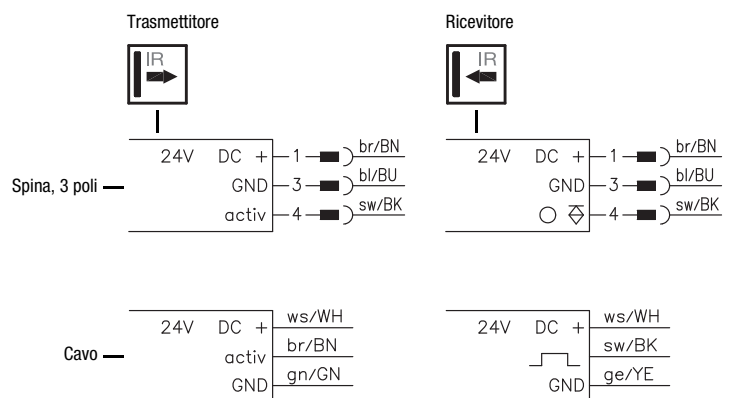 Trasmettitore
Ricevitore
IR
IR
Spina, 3 poli
24V DC + 1 br/BN
GND 3 bl/BU
activ 4 sw/BK
24V DC + 1 br/BN
GND 3 bl/BU
4 sw/BK
Cavo
24V DC + ws/WH
activ br/BN
GND gn/GN
24V DC + ws/WH
sw/BK
GND ge/YE